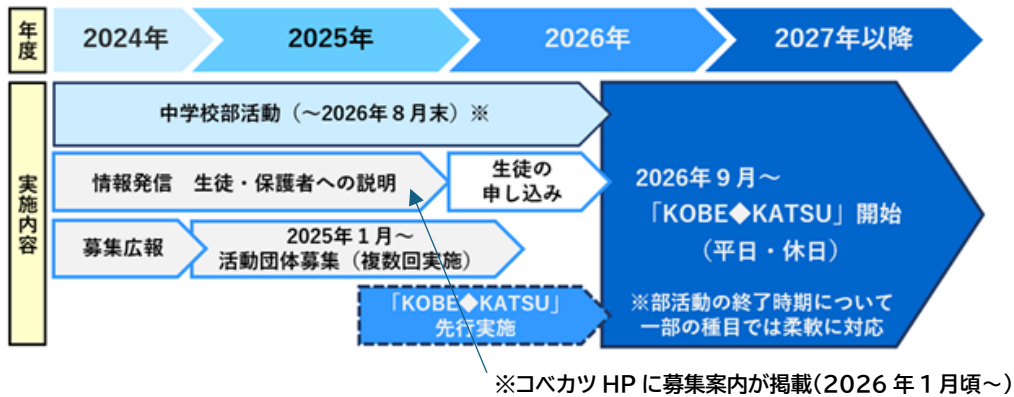 年度
2024年
2025年
2026年
2027年以降
実施内容
中学校部活動（～2026年８月末）※
情報発信　生徒・保護者への説明
生徒の
申し込み
募集広報
2025年１月～
活動団体募集（複数回実施）
「KOBE◆KATSU」
先行実施
2026年９月～
「KOBE◆KATSU」開始
（平日・休日）
※部活動の終了時期について
一部の種目では柔軟に対応
※コベカツ HP に募集案内が掲載（2026 年１月頃～）